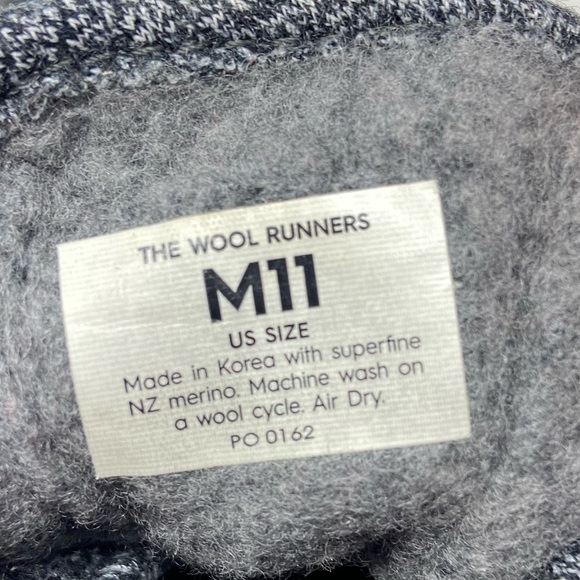 THE WOOL RUNNERS
M11
US SIZE
Made in Korea with superfine
NZ merino. Machine wash on
a wool cycle. Air Dry.
PO 0162